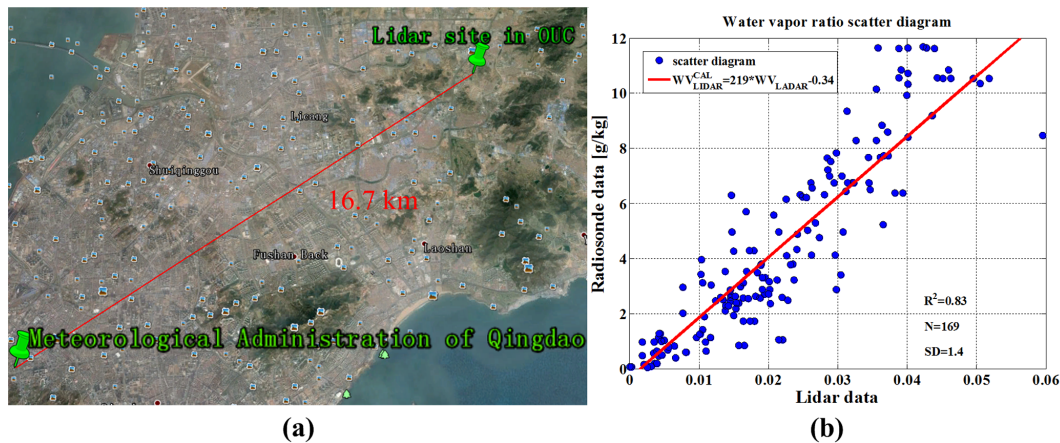 Lidar site in OUC
Licang
Shuiqinggou
16.7 km
Laoshan
Fushan Back
Meteorological Administration of Qingdao
(a)
Water vapor ratio scatter diagram
12
10
8
6
4
2
0
Radiosonde data [g/kg]
scatter diagram
WV^CAL_LIDAR=219*WV_LADAR-0.34
R²=0.83
N=169
SD=1.4
0 0.01 0.02 0.03 0.04 0.05 0.06
Lidar data
(b)